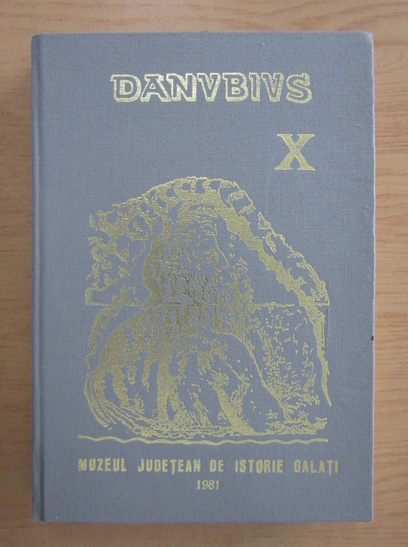 DANVBIVS
X
MUZEUL JUDEȚEAN DE ISTORIE GALAȚI
1981